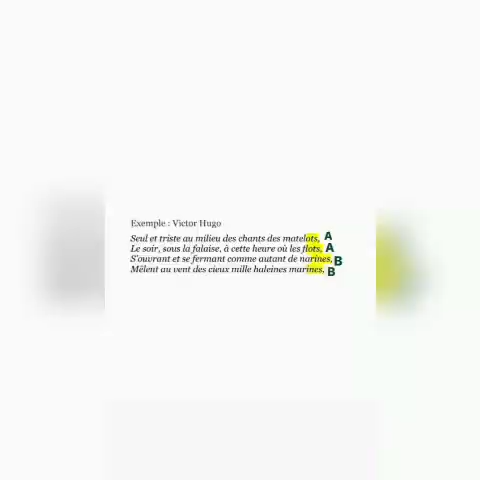 Exemple : Victor Hugo
Seul et triste au milieu des chants des matelots, A
Le soir, sous la falaise, à cette heure où les flots, A
S'ouvrant et se fermant comme autant de narines, B
Mêlent au vent des cieux mille haleines marines. B